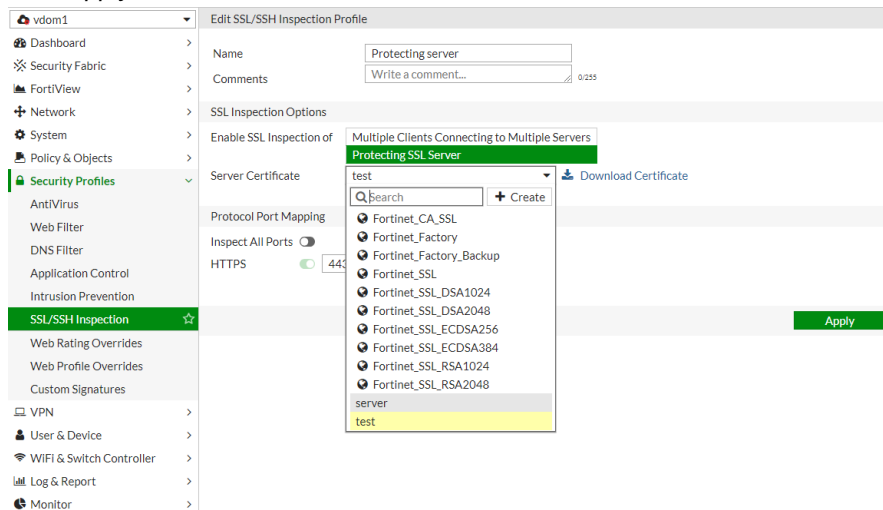 vdom1
Edit SSL/SSH Inspection Profile
Dashboard
Security Fabric
FortiView
Network
System
Policy & Objects
Security Profiles
AntiVirus
Web Filter
DNS Filter
Application Control
Intrusion Prevention
SSL/SSH Inspection
Web Rating Overrides
Web Profile Overrides
Custom Signatures
VPN
User & Device
WiFi & Switch Controller
Log & Report
Monitor
Name
Protecting server
Comments
Write a comment...
0/255
SSL Inspection Options
Enable SSL Inspection of
Multiple Clients Connecting to Multiple Servers
Protecting SSL Server
Server Certificate
test
Download Certificate
Search
+ Create
Fortinet_CA_SSL
Fortinet_Factory
Fortinet_Factory_Backup
Fortinet_SSL
Fortinet_SSL_DSA1024
Fortinet_SSL_DSA2048
Fortinet_SSL_ECDSA256
Fortinet_SSL_ECDSA384
Fortinet_SSL_RSA1024
Fortinet_SSL_RSA2048
server
test
Protocol Port Mapping
Inspect All Ports
HTTPS
443
Apply